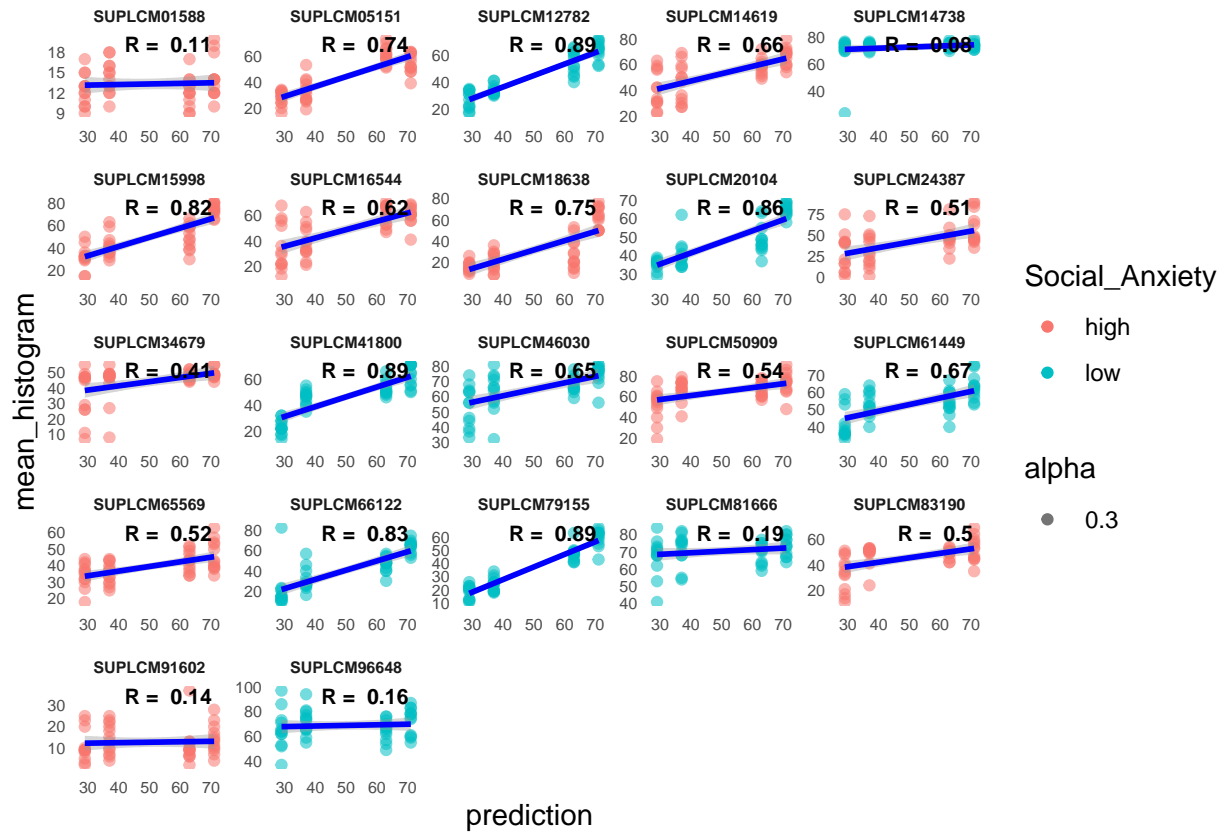 SUPLCM01588 SUPLCM05151 SUPLCM12782 SUPLCM14619 SUPLCM14738
R = 0.11 R = 0.74 R = 0.89 R = 0.66 R = 0.08
18 15 12 9
60 40 20
60 40 20
80 60 40 20
80 60 40
30 40 50 60 70 30 40 50 60 70 30 40 50 60 70 30 40 50 60 70 30 40 50 60 70
SUPLCM15998 SUPLCM16544 SUPLCM18638 SUPLCM20104 SUPLCM24387
R = 0.82 R = 0.62 R = 0.75 R = 0.86 R = 0.51
80 60 40 20
60 40 20
80 60 40 20
70 60 50 40 30
75 50 25 0
30 40 50 60 70 30 40 50 60 70 30 40 50 60 70 30 40 50 60 70 30 40 50 60 70
SUPLCM34679 SUPLCM41800 SUPLCM46030 SUPLCM50909 SUPLCM61449
R = 0.41 R = 0.89 R = 0.65 R = 0.54 R = 0.67
50 40 30 20 10
60 40 20
80 70 60 50 40 30
80 60 40 20
70 60 50 40
30 40 50 60 70 30 40 50 60 70 30 40 50 60 70 30 40 50 60 70 30 40 50 60 70
SUPLCM65569 SUPLCM66122 SUPLCM79155 SUPLCM81666 SUPLCM83190
R = 0.52 R = 0.83 R = 0.89 R = 0.19 R = 0.5
60 50 40 30 20
80 60 40 20
60 50 40 30 20 10
80 70 60 50 40
60 40 20
30 40 50 60 70 30 40 50 60 70 30 40 50 60 70 30 40 50 60 70 30 40 50 60 70
SUPLCM91602 SUPLCM96648
R = 0.14 R = 0.16
30 20 10
100 80 60 40
30 40 50 60 70 30 40 50 60 70
mean_histogram
prediction
Social_Anxiety
high
low
alpha
0.3